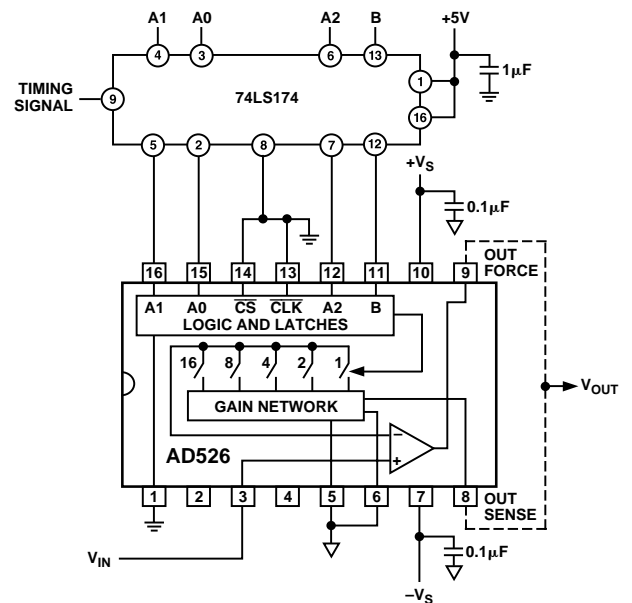 A1 A0 A2 B +5V
4 3 6 13
1µF
TIMING
SIGNAL
9 74LS174 1
16
5 2 8 7 12
+VS
0.1µF
16 15 14 13 12 11 10 9 OUT
FORCE
A1 A0 CS CLK A2 B
LOGIC AND LATCHES
16 8 4 2 1
VOUT
GAIN NETWORK
–
+
AD526
1 2 3 4 5 6 7 8 OUT
SENSE
VIN
0.1µF
–VS